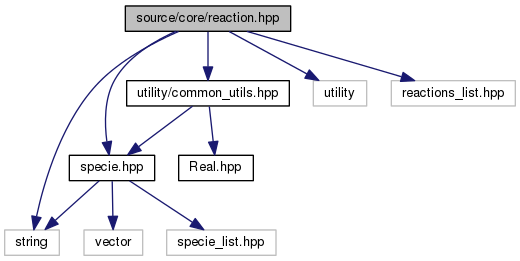 source/core/reaction.hpp
utility/common_utils.hpp
utility
reactions_list.hpp
specie.hpp
Real.hpp
string
vector
specie_list.hpp